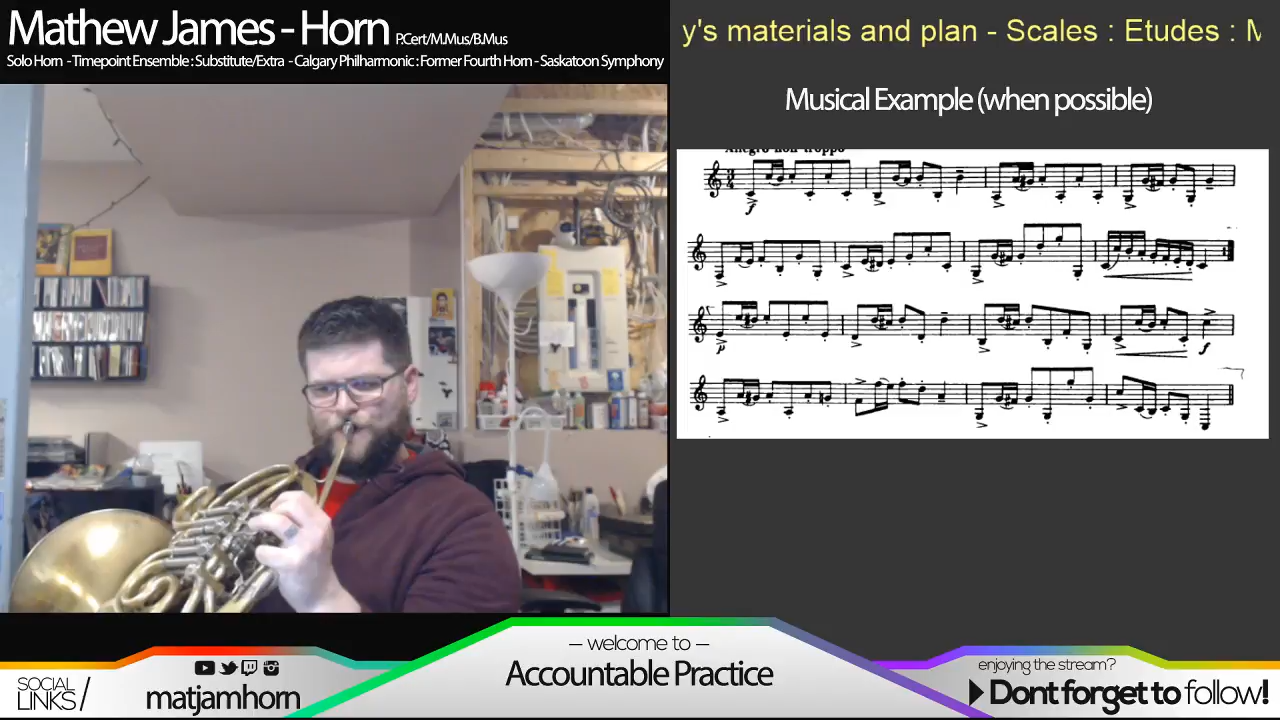 Mathew James - Horn P.Cert/M.Mus/B.Mus
Solo Horn - Timepoint Ensemble : Substitute/Extra - Calgary Philharmonic : Former Fourth Horn - Saskatoon Symphony
y's materials and plan - Scales : Etudes : M
Musical Example (when possible)
Allegro non troppo
f
p
f
SOCIAL
LINKS /
matjamhorn
— welcome to —
Accountable Practice
enjoying the stream?
Dont forget to follow!